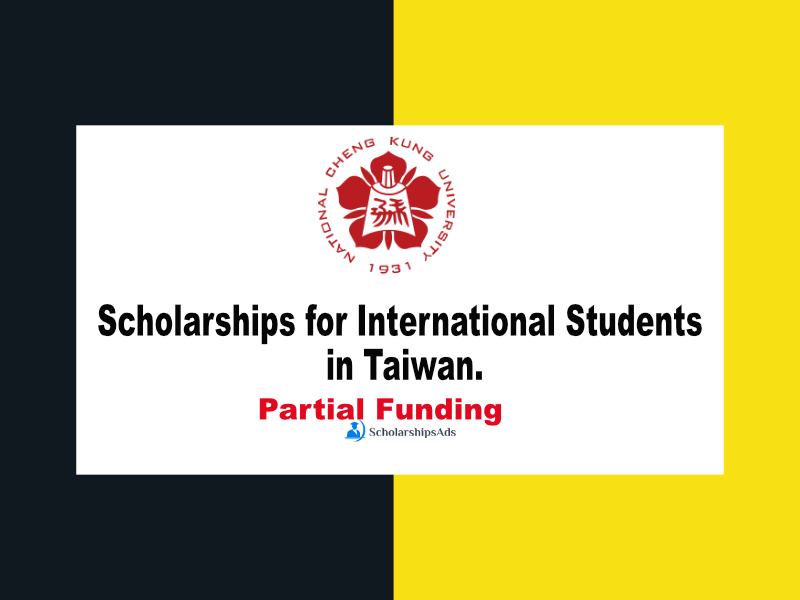 NATIONAL CHENG KUNG UNIVERSITY
1931
Scholarships for International Students
in Taiwan.
Partial Funding
ScholarshipsAds